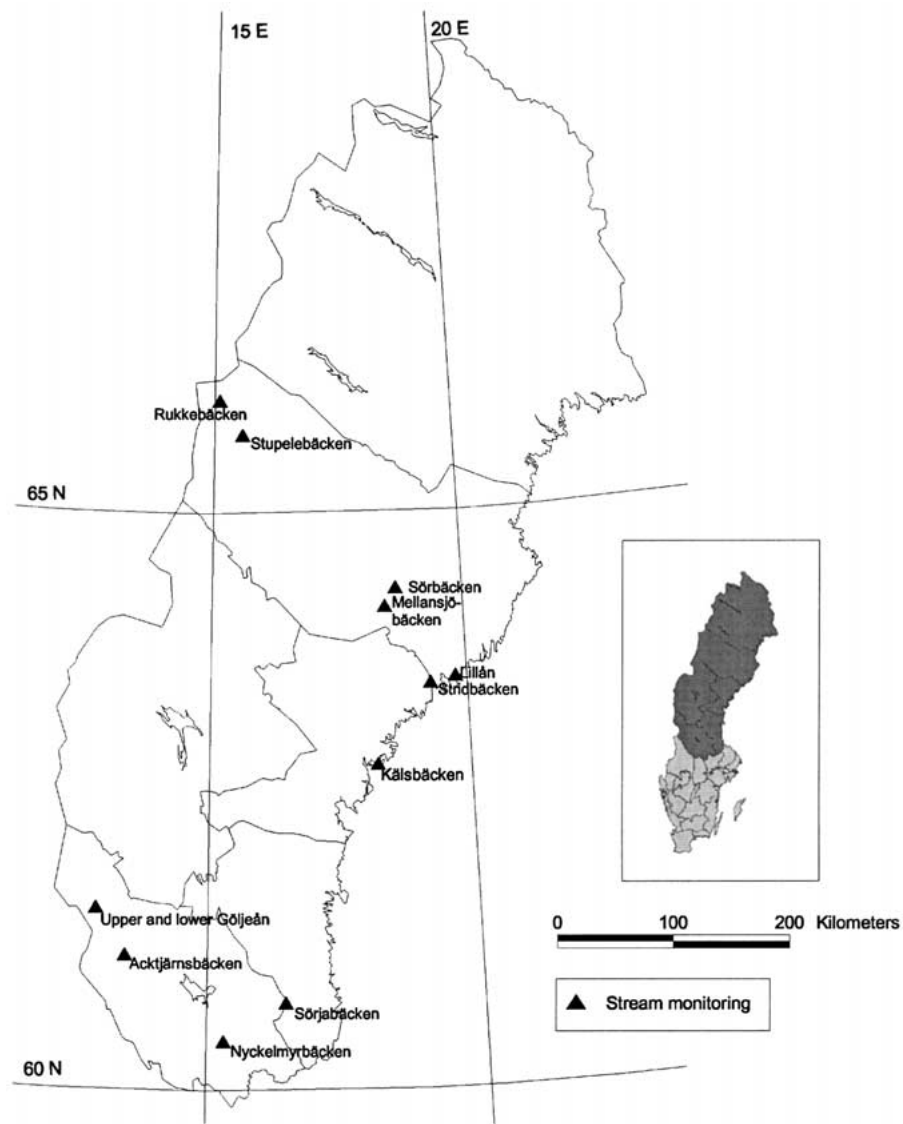 15 E
20 E
Rukkebäcken
Stupelebäcken
65 N
Sörbäcken
Mellansjö-
bäcken
Lillån
Stridbäcken
Kälsbäcken
Upper and lower Göljeån
0 100 200 Kilometers
Acktjärnsbäcken
Stream monitoring
Sörjabäcken
Nyckelmyrbäcken
60 N